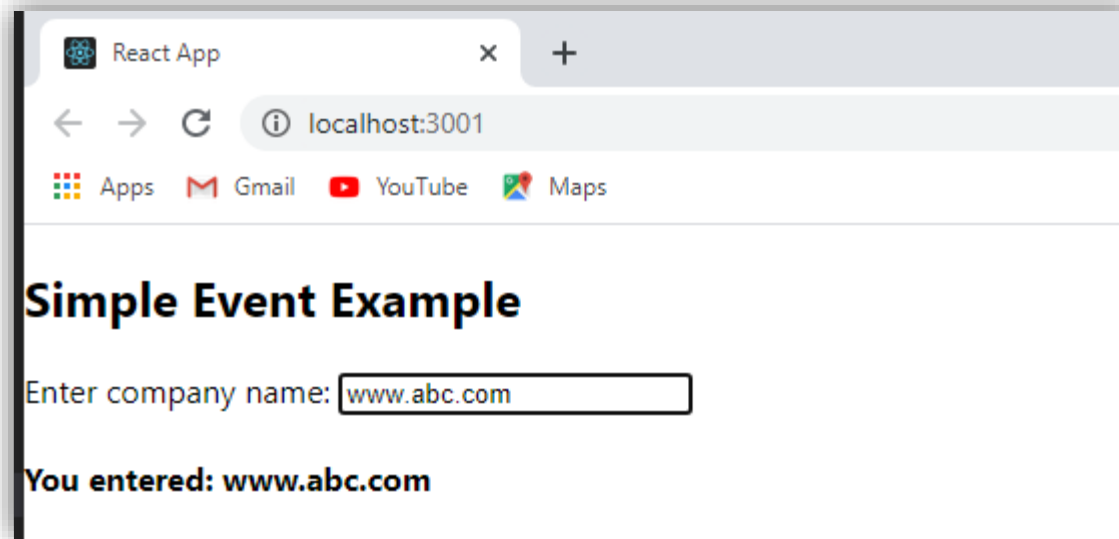 React App
localhost:3001
Apps Gmail YouTube Maps
Simple Event Example
Enter company name: www.abc.com
You entered: www.abc.com